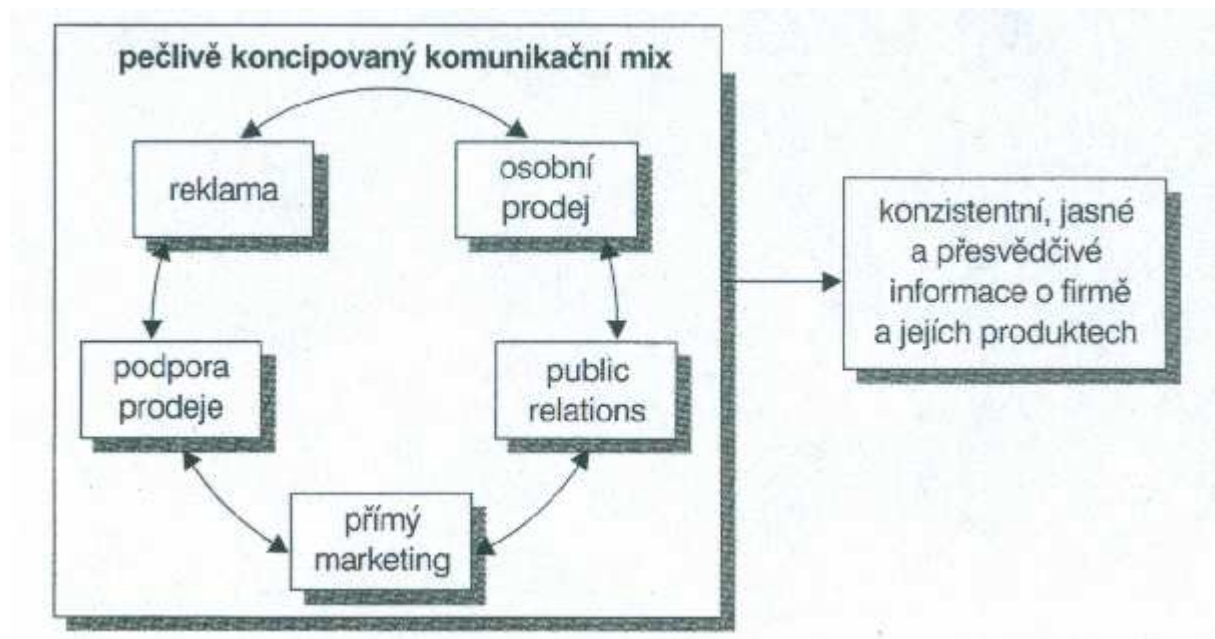 pečlivě koncipovaný komunikační mix
reklama
osobní
prodej
podpora
prodeje
public
relations
přímý
marketing
konzistentní, jasné
a přesvědčivé
informace o firmě
a jejích produktech